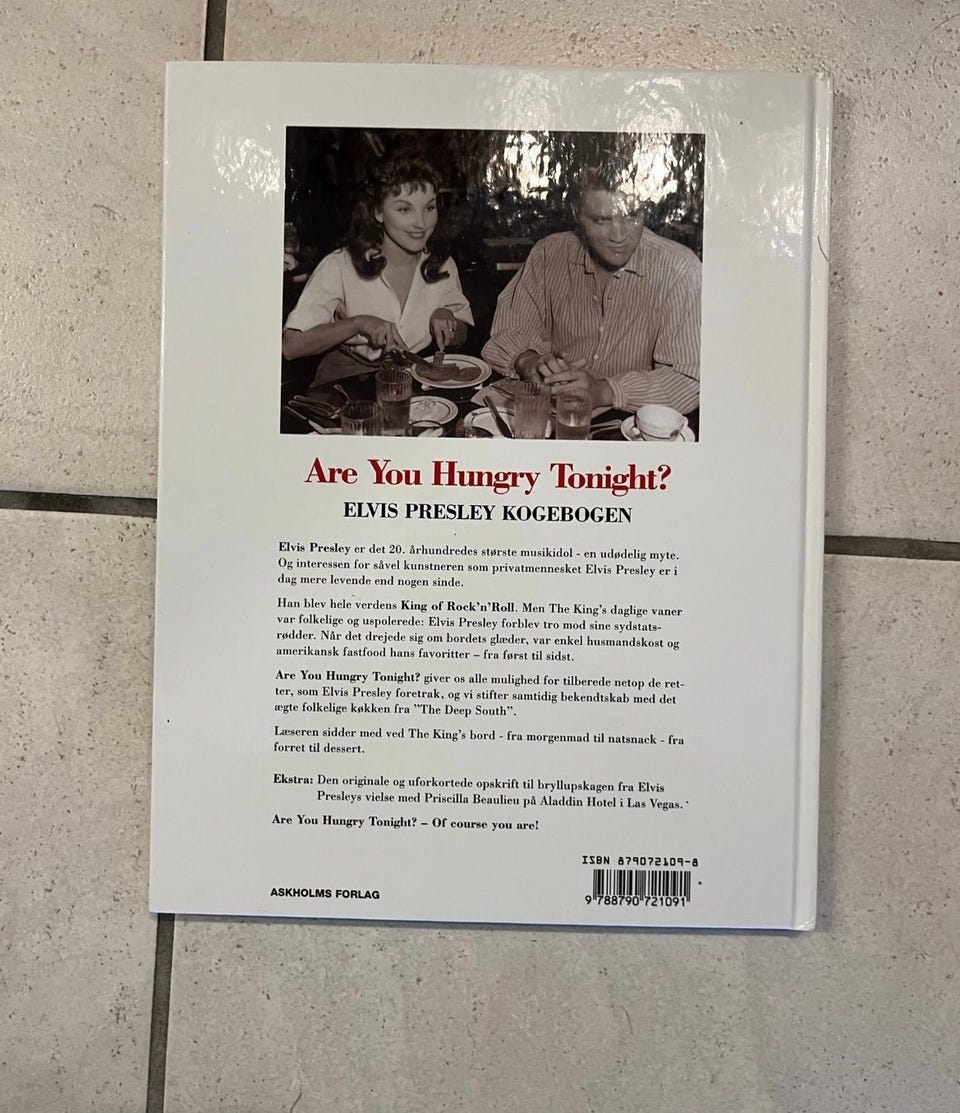 Are You Hungry Tonight?
ELVIS PRESLEY KOGEBOGEN
Elvis Presley er det 20. århundredes største musikidol - en udødelig myte.
Og interessen for såvel kunstneren som privatmennesket Elvis Presley er i
dag mere levende end nogen sinde.
Han blev hele verdens King of Rock'n'Roll. Men The King's daglige vaner
var folkelige og uspolerede: Elvis Presley forblev tro mod sine sydstats-
rødder. Når det drejede sig om bordets glæder, var enkel husmandskost og
amerikansk fastfood hans favoritter – fra først til sidst.
Are You Hungry Tonight? giver os alle mulighed for tilberede netop de ret-
ter, som Elvis Presley foretrak, og vi stifter samtidig bekendtskab med det
ægte folkelige køkken fra "The Deep South".
Læseren sidder med ved The King's bord - fra morgenmad til natsnack - fra
forret til dessert.
Ekstra: Den originale og uforkortede opskrift til bryllupskagen fra Elvis
Presleys vielse med Priscilla Beaulieu på Aladdin Hotel i Las Vegas.
Are You Hungry Tonight? – Of course you are!
ISBN 879072109-8
9 788790 721091
ASKHOLMS FORLAG